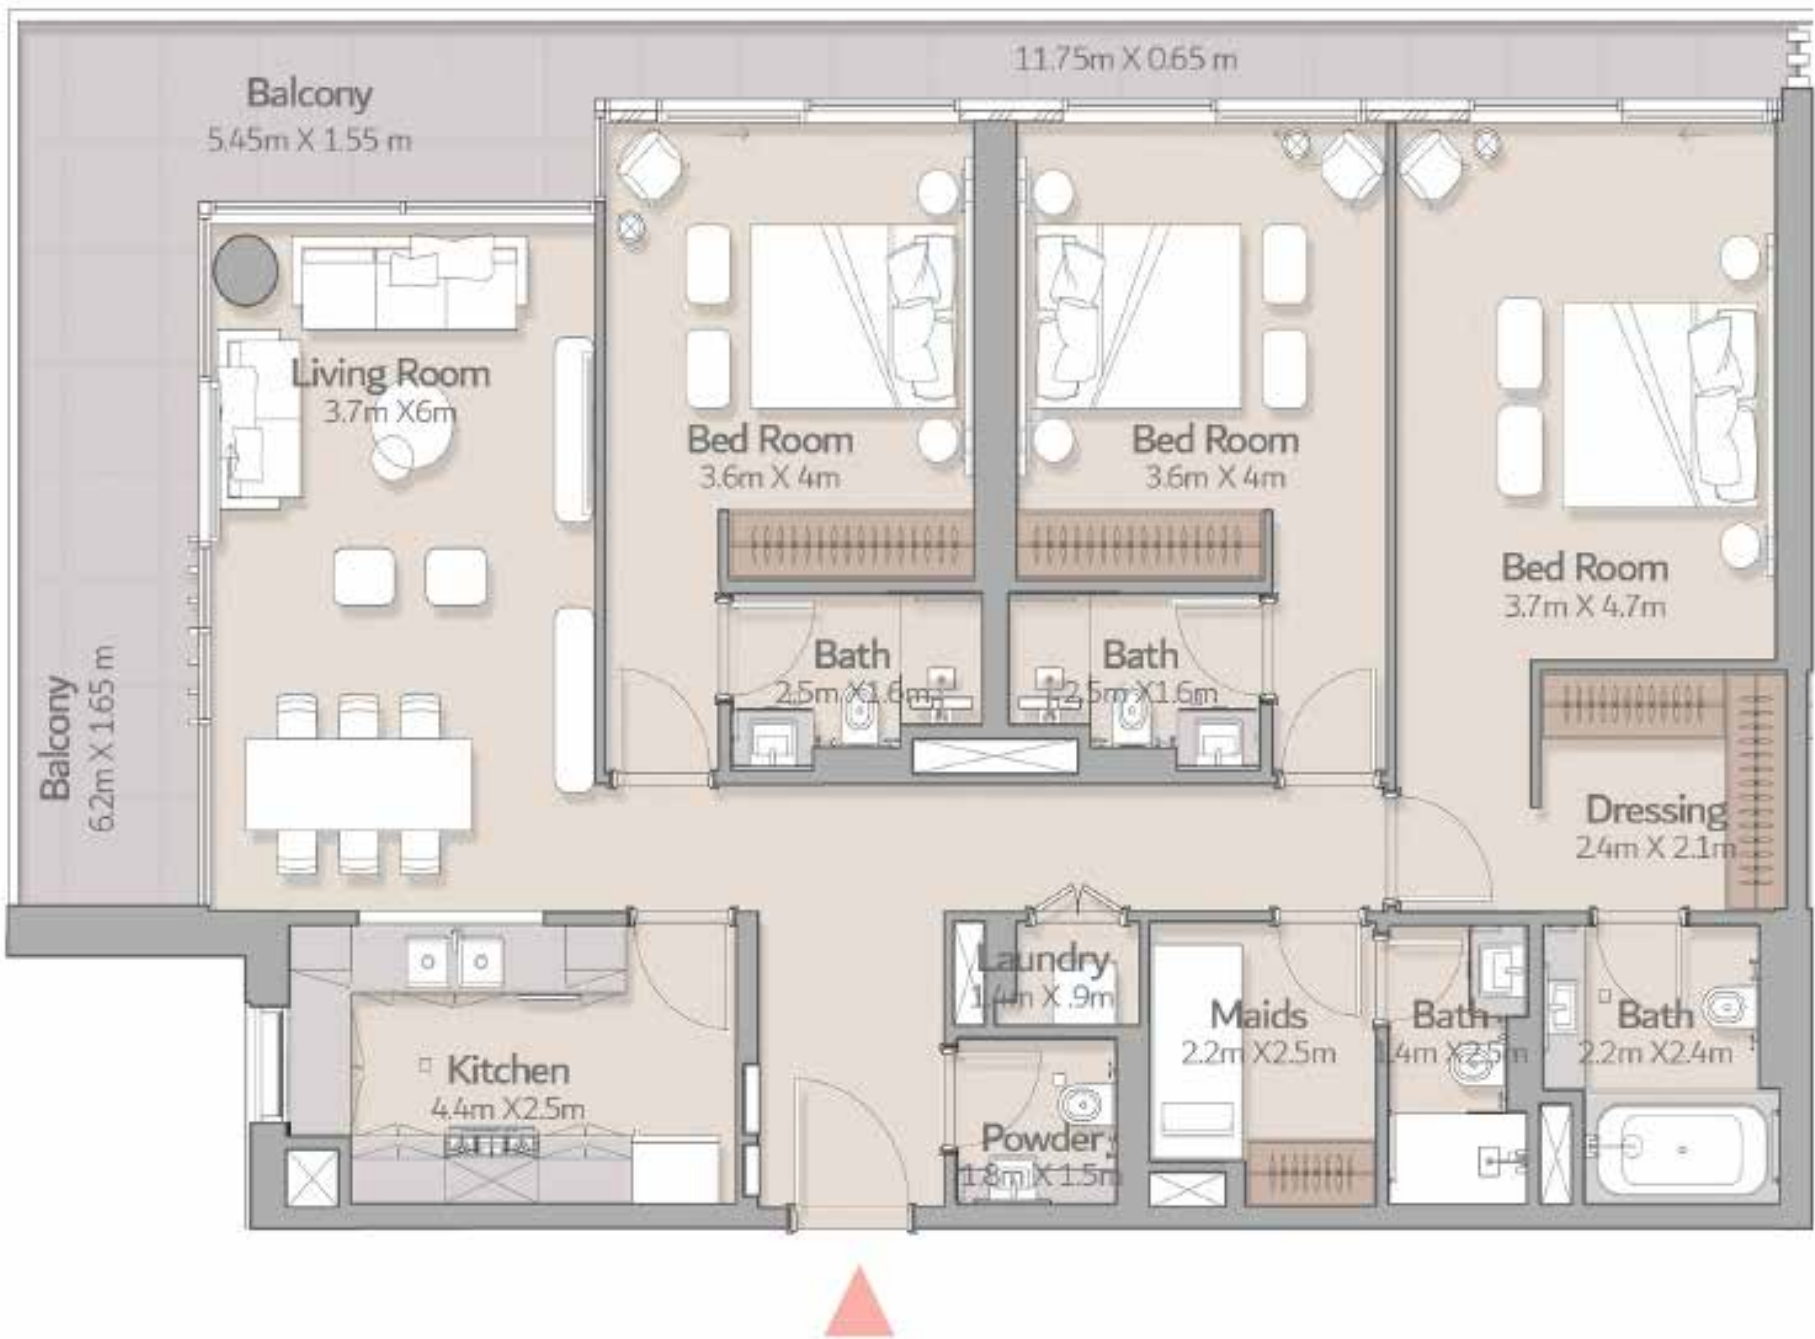 11.75m X 0.65 m
Balcony
5.45m X 1.55 m
Living Room
3.7m X6m
Bed Room
3.6m X 4m
Bed Room
3.6m X 4m
Bed Room
3.7m X 4.7m
Balcony
6.2m X 1.65 m
Bath
2.5m X1.6m
Bath
2.5m X1.6m
Dressing
2.4m X 2.1m
Laundry
1.4m X .9m
Maids
2.2m X2.5m
Bath
1.4m X2.5m
Bath
2.2m X2.4m
Kitchen
4.4m X2.5m
Powder
1.8m X 1.5m